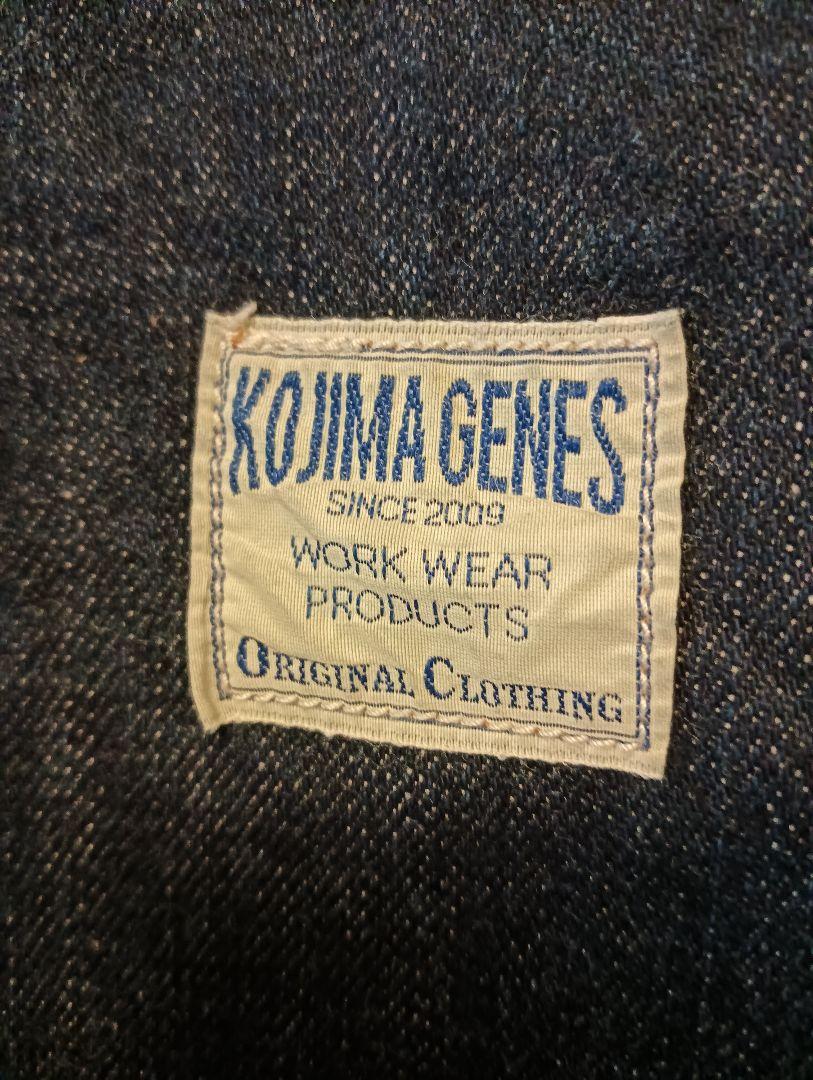 KOJIMA GENES
SINCE 2009
WORK WEAR
PRODUCTS
ORIGINAL CLOTHING